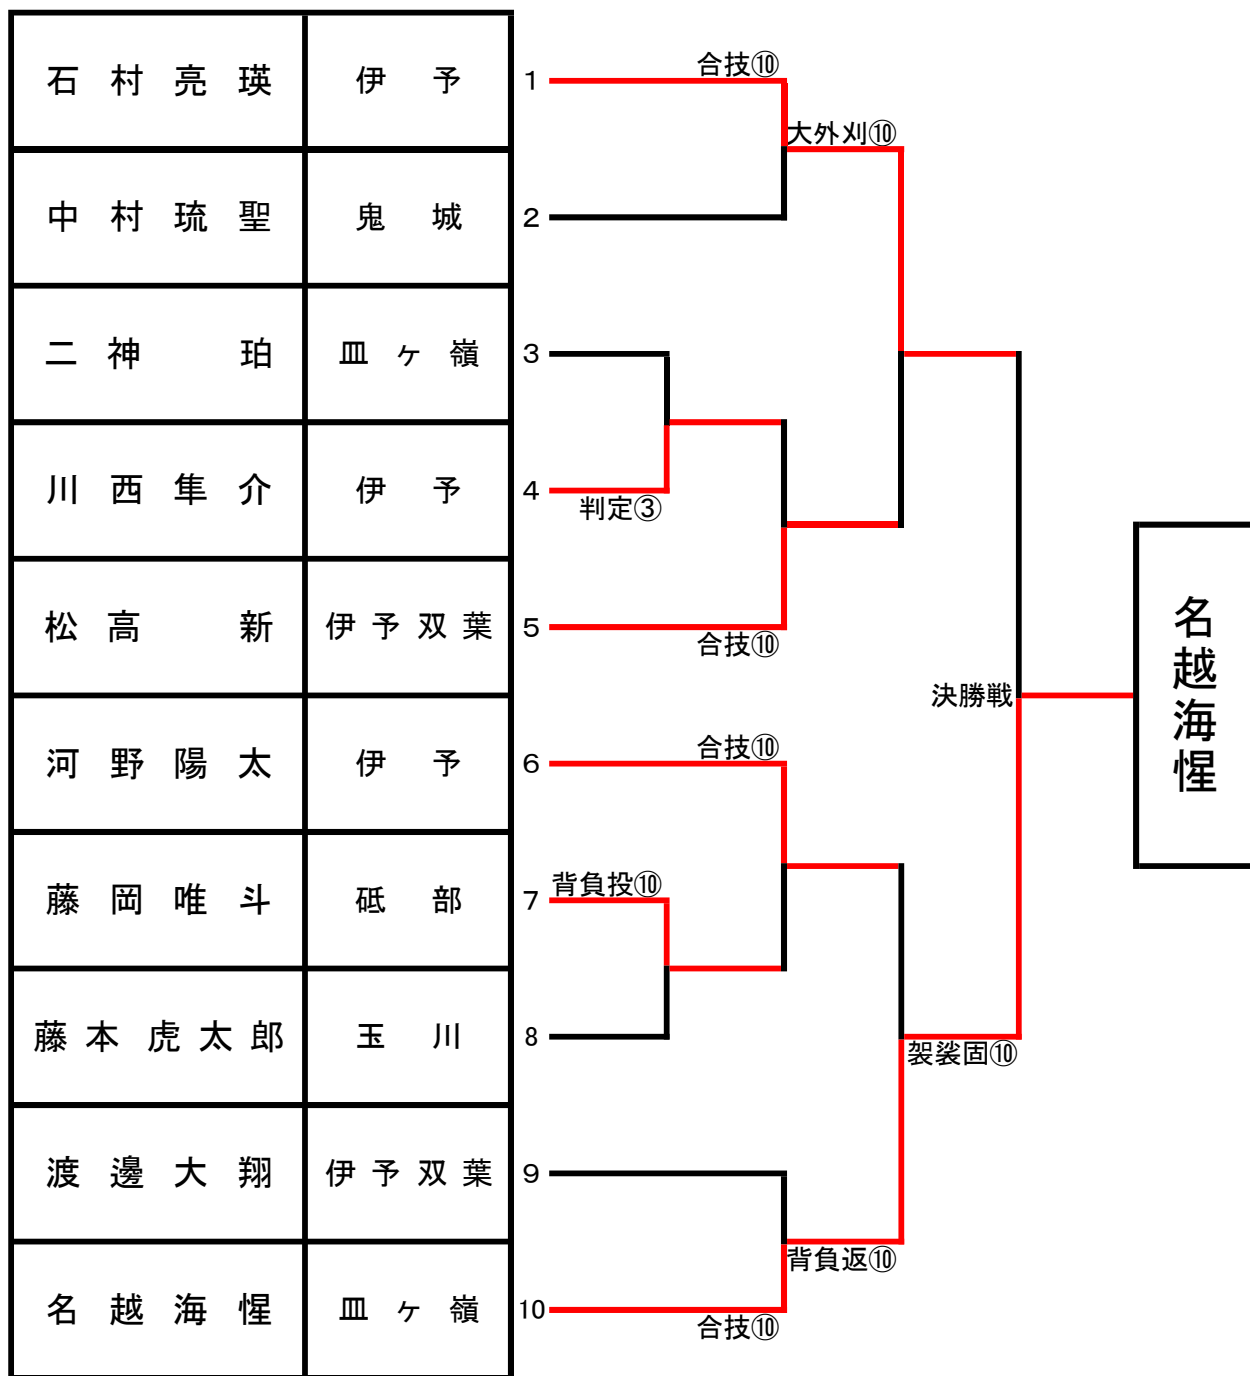 石村亮瑛 伊予 1
合技⑩
大外刈⑩
中村琉聖 鬼城 2
二神 珀 皿ヶ嶺 3
川西隼介 伊予 4
判定③
松高 新 伊予双葉 5
合技⑩
決勝戦
名越海惺
河野陽太 伊予 6
合技⑩
藤岡唯斗 砥部 7
背負投⑩
藤本虎太郎 玉川 8
袈裟固⑩
渡邊大翔 伊予双葉 9
背負返⑩
名越海惺 皿ヶ嶺 10
合技⑩